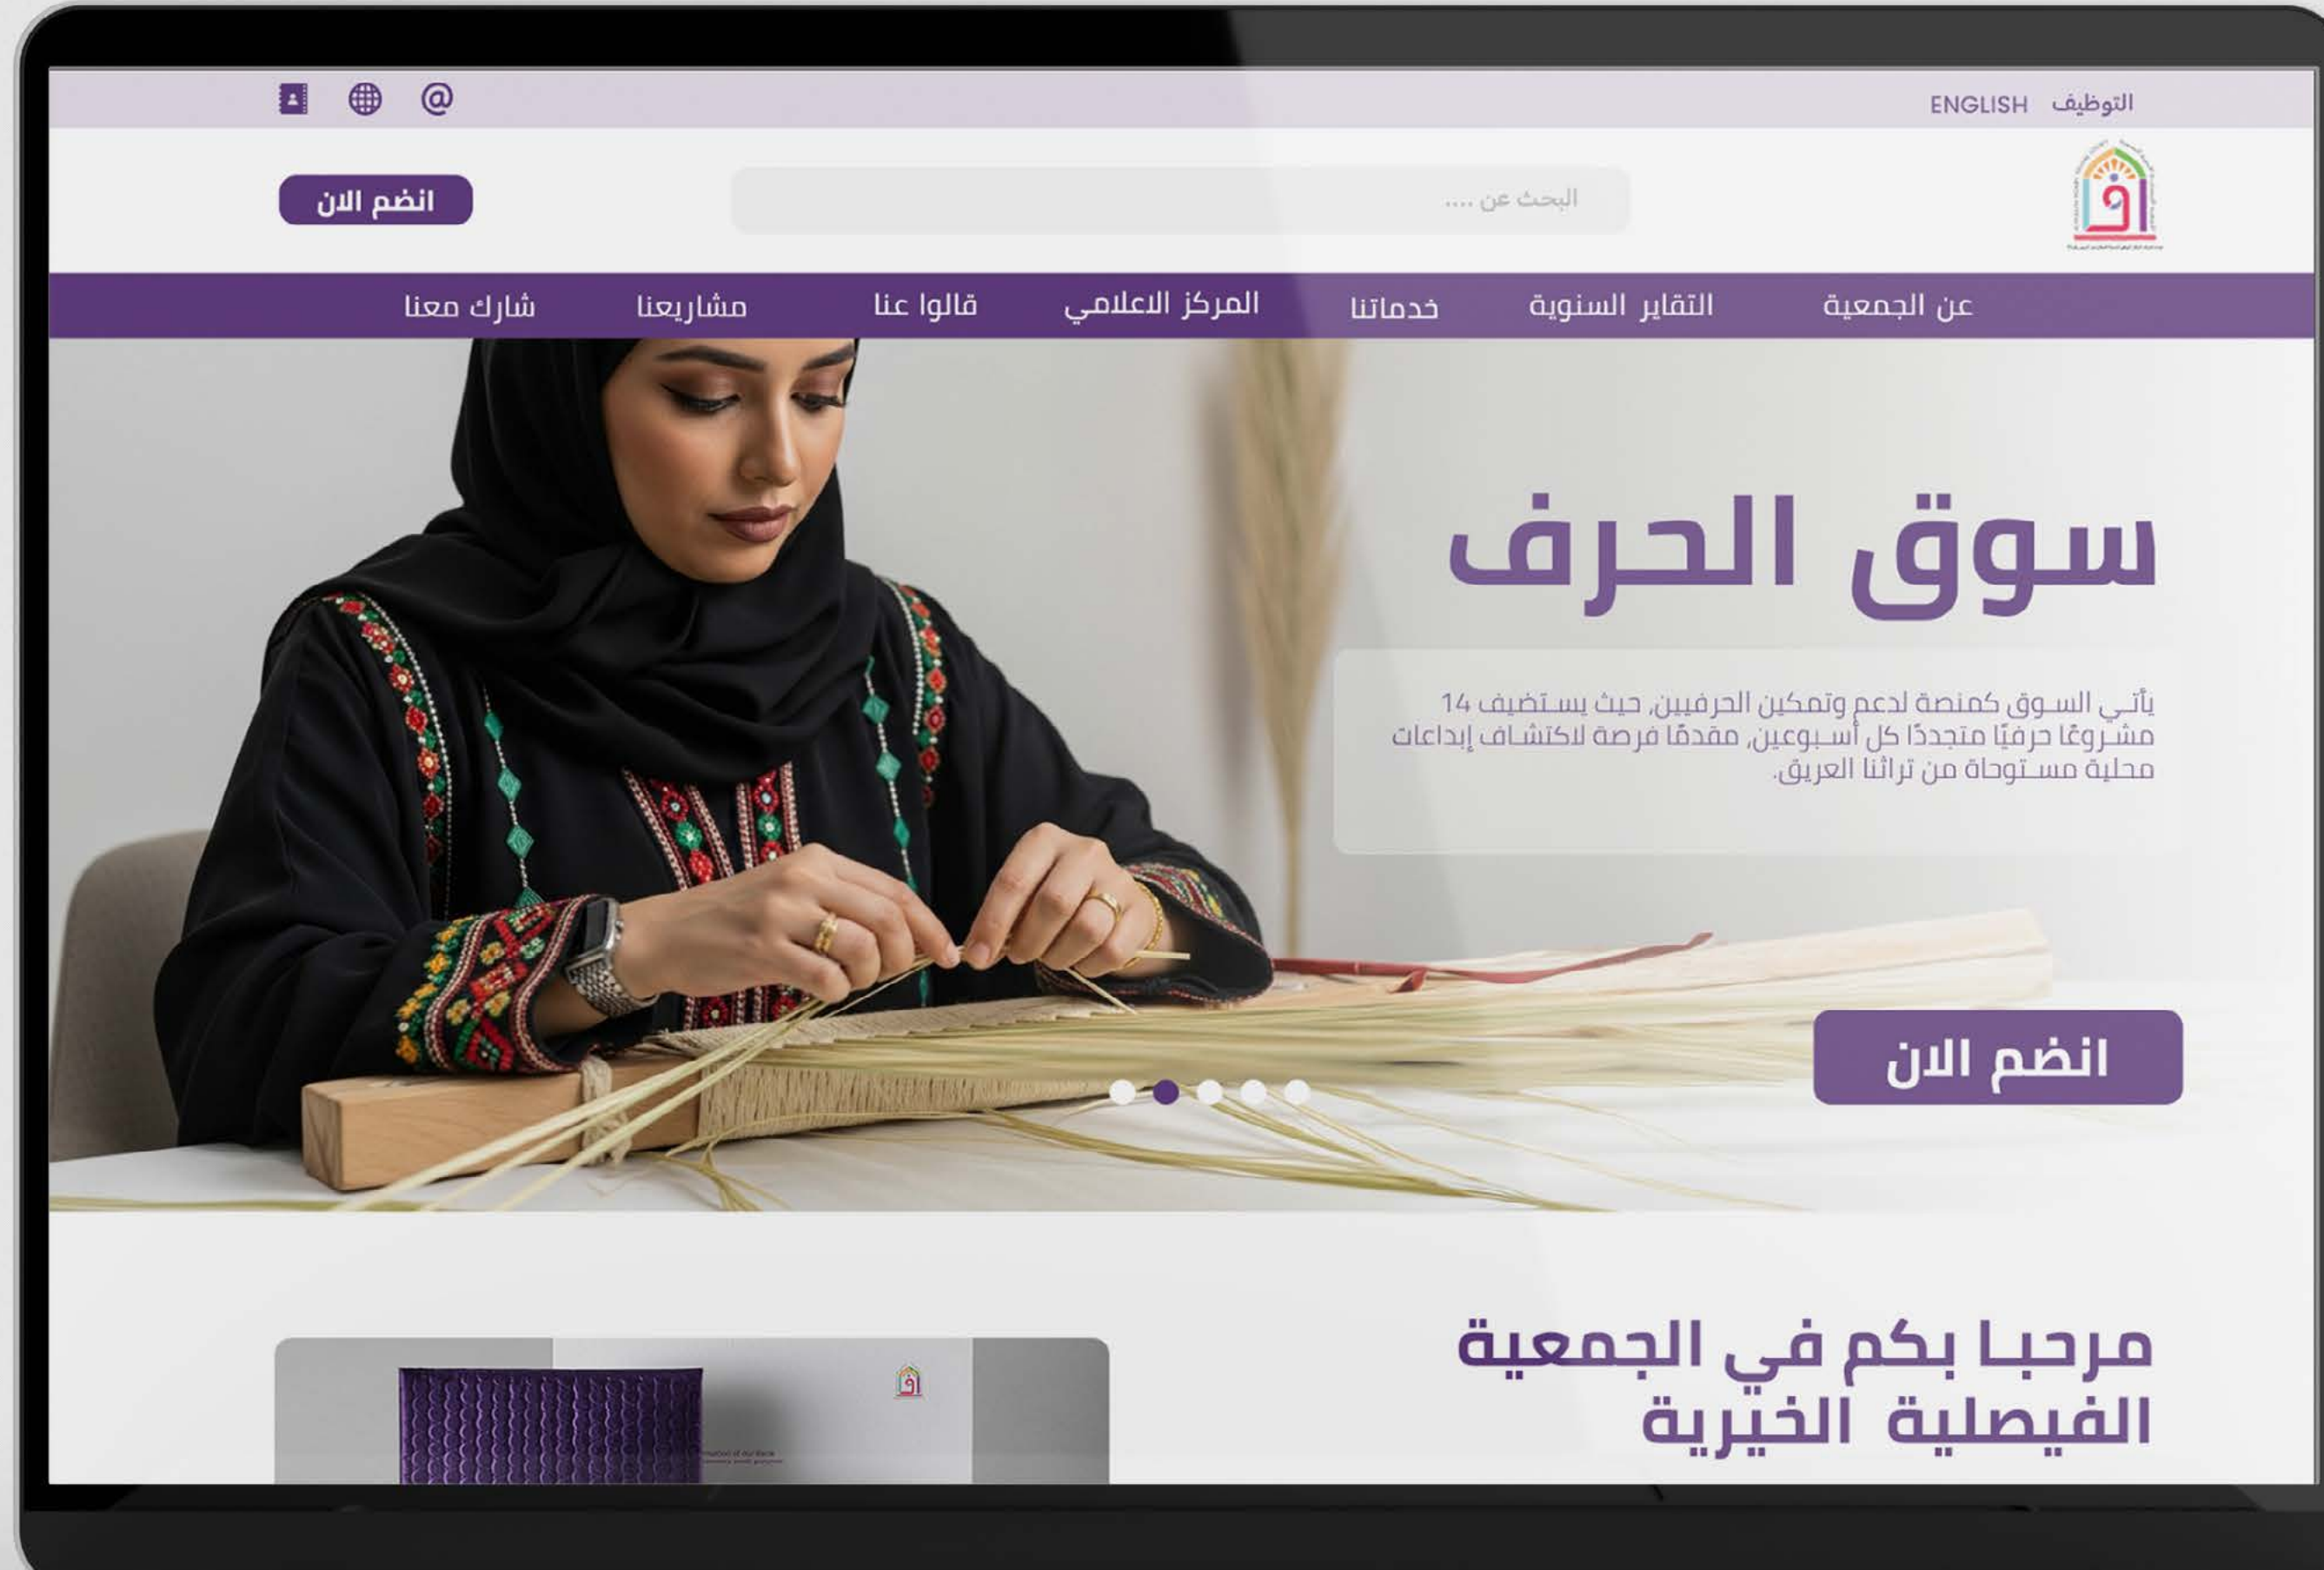 التوظيف ENGLISH
البحث عن ....
انضم الان
عن الجمعية
التقاير السنوية
خدماتنا
المركز الاعلامي
قالوا عنا
مشاريعنا
شارك معنا
سوق الحرف
يأتي السوق كمنصة لدعم وتمكين الحرفيين, حيث يستضيف 14
مشروعًا حرفيًا متجددًا كل أسبوعين, مقدمًا فرصة لاكتشاف إبداعات
محلية مستوحاة من تراثنا العريق.
انضم الان
مرحبا بكم في الجمعية
الفيصلية الخيرية